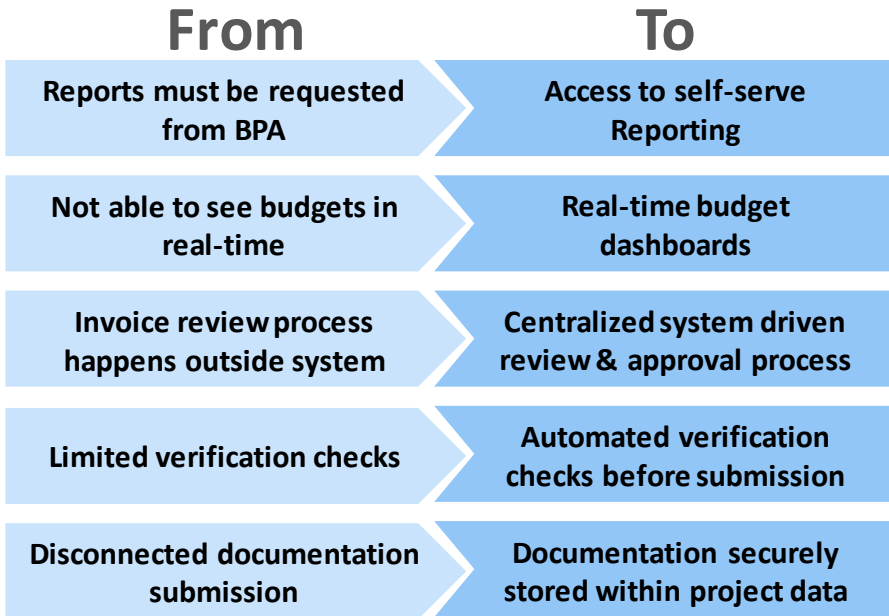 From
To
Reports must be requested
from BPA
Access to self-serve
Reporting
Not able to see budgets in
real-time
Real-time budget
dashboards
Invoice review process
happens outside system
Centralized system driven
review & approval process
Limited verification checks
Automated verification
checks before submission
Disconnected documentation
submission
Documentation securely
stored within project data